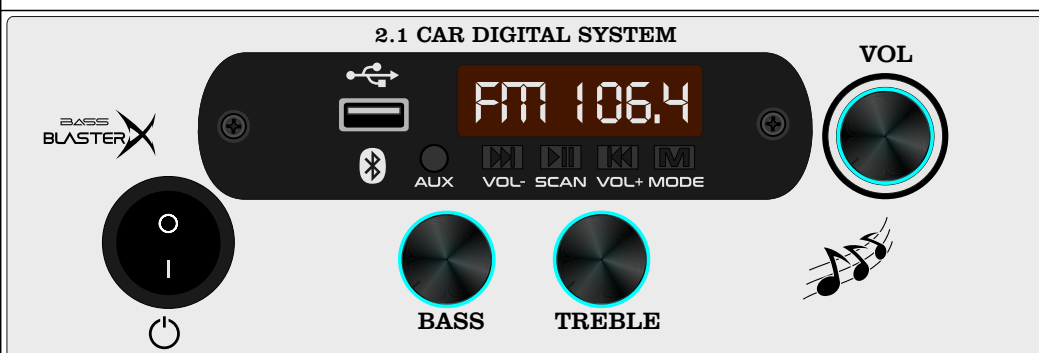 2.1 CAR DIGITAL SYSTEM
VOL
FM 106.4
BASS
BLASTER X
AUX VOL- SCAN VOL+ MODE
M
BASS TREBLE